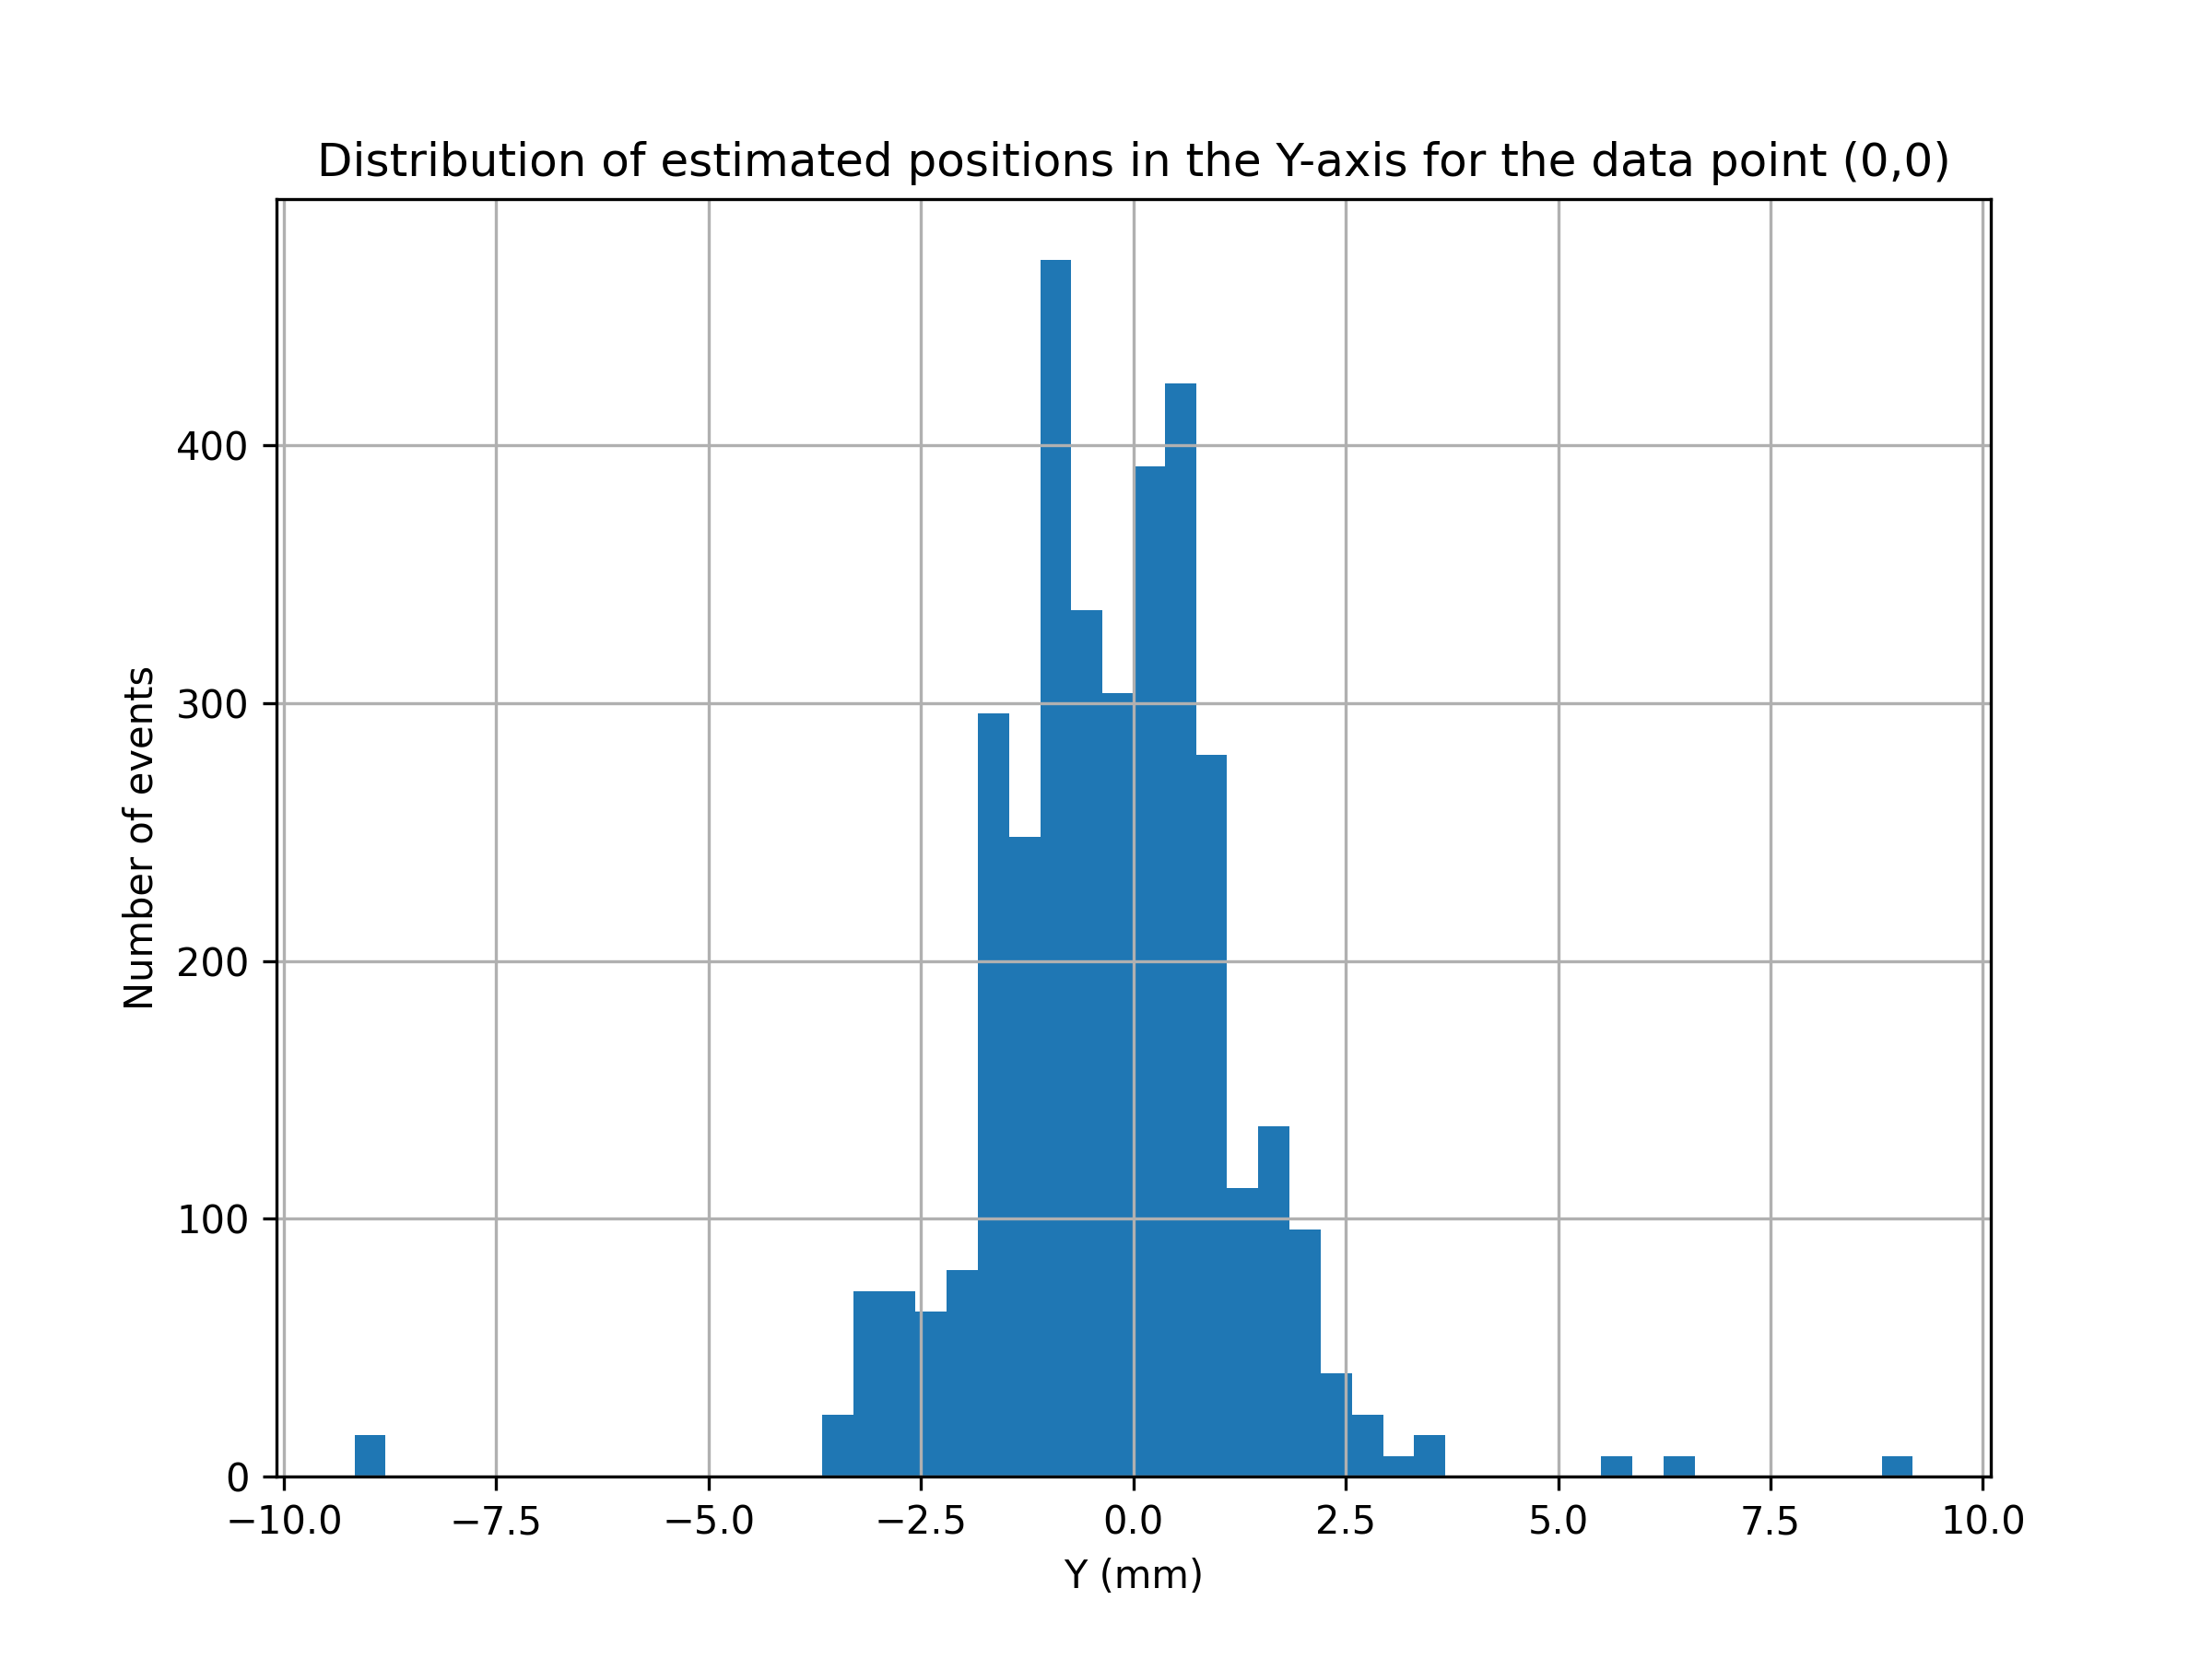 Distribution of estimated positions in the Y-axis for the data point (0,0)
Number of events
400
300
200
100
0
−10.0 −7.5 −5.0 −2.5 0.0 2.5 5.0 7.5 10.0
Y (mm)